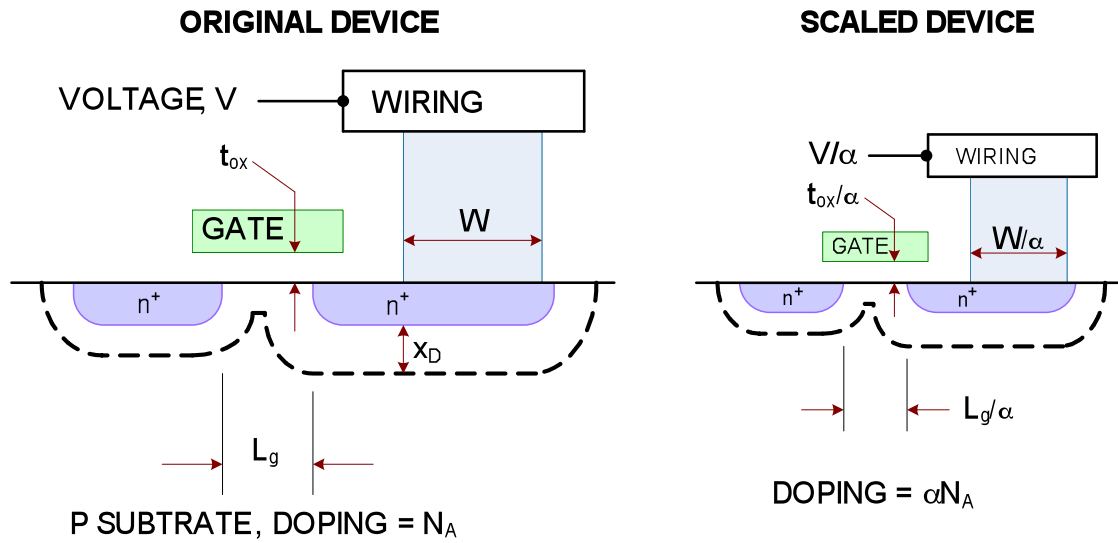 ORIGINAL DEVICE
VOLTAGE, V
WIRING
tox
GATE
W
n+
n+
xD
Lg
P SUBTRATE, DOPING = NA
SCALED DEVICE
V/α
WIRING
tox/α
GATE
W/α
n+
n+
Lg/α
DOPING = αNA